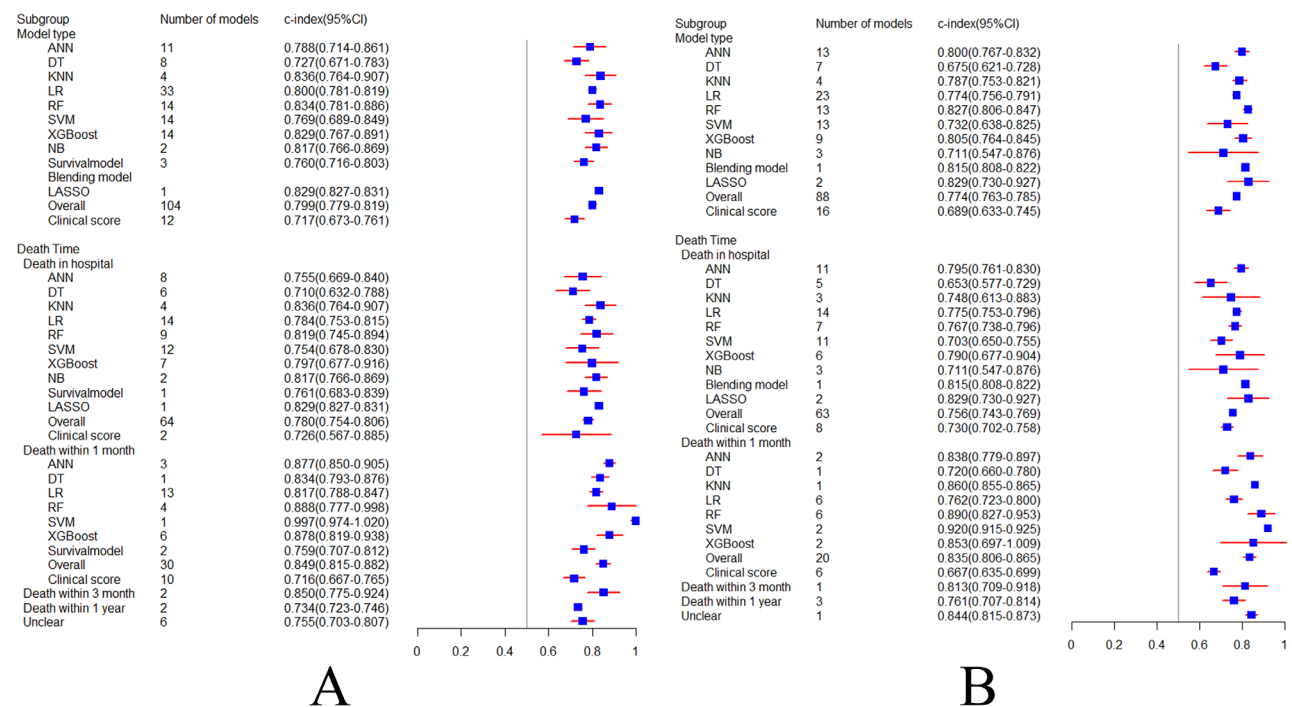 Subgroup Number of models c-index(95%CI)
Model type
ANN 11 0.788(0.714-0.861)
DT 8 0.727(0.671-0.783)
KNN 4 0.836(0.764-0.907)
LR 33 0.800(0.781-0.819)
RF 14 0.834(0.781-0.886)
SVM 14 0.769(0.689-0.849)
XGBoost 14 0.829(0.767-0.891)
NB 2 0.817(0.766-0.869)
Survivalmodel 3 0.760(0.716-0.803)
Blending model
LASSO 1 0.829(0.827-0.831)
Overall 104 0.799(0.779-0.819)
Clinical score 12 0.717(0.673-0.761)
Death Time
Death in hospital
ANN 8 0.755(0.669-0.840)
DT 6 0.710(0.632-0.788)
KNN 4 0.836(0.764-0.907)
LR 14 0.784(0.753-0.815)
RF 9 0.819(0.745-0.894)
SVM 12 0.754(0.678-0.830)
XGBoost 7 0.797(0.677-0.916)
NB 2 0.817(0.766-0.869)
Survivalmodel 1 0.761(0.683-0.839)
LASSO 1 0.829(0.827-0.831)
Overall 64 0.780(0.754-0.806)
Clinical score 2 0.726(0.567-0.885)
Death within 1 month
ANN 3 0.877(0.850-0.905)
DT 1 0.834(0.793-0.876)
LR 13 0.817(0.788-0.847)
RF 4 0.888(0.777-0.998)
SVM 1 0.997(0.974-1.020)
XGBoost 6 0.878(0.819-0.938)
Survivalmodel 2 0.759(0.707-0.812)
Overall 30 0.849(0.815-0.882)
Clinical score 10 0.716(0.667-0.765)
Death within 3 month 2 0.850(0.775-0.924)
Death within 1 year 2 0.734(0.723-0.746)
Unclear 6 0.755(0.703-0.807)
0 0.2 0.4 0.6 0.8 1
A
Subgroup Number of models c-index(95%CI)
Model type
ANN 13 0.800(0.767-0.832)
DT 7 0.675(0.621-0.728)
KNN 4 0.787(0.753-0.821)
LR 23 0.774(0.756-0.791)
RF 13 0.827(0.806-0.847)
SVM 13 0.732(0.638-0.825)
XGBoost 9 0.805(0.764-0.845)
NB 3 0.711(0.547-0.876)
Blending model 1 0.815(0.808-0.822)
LASSO 2 0.829(0.730-0.927)
Overall 88 0.774(0.763-0.785)
Clinical score 16 0.689(0.633-0.745)
Death Time
Death in hospital
ANN 11 0.795(0.761-0.830)
DT 5 0.653(0.577-0.729)
KNN 3 0.748(0.613-0.883)
LR 14 0.775(0.753-0.796)
RF 7 0.767(0.738-0.796)
SVM 11 0.703(0.650-0.755)
XGBoost 6 0.790(0.677-0.904)
NB 3 0.711(0.547-0.876)
Blending model 1 0.815(0.808-0.822)
LASSO 2 0.829(0.730-0.927)
Overall 63 0.756(0.743-0.769)
Clinical score 8 0.730(0.702-0.758)
Death within 1 month
ANN 2 0.838(0.779-0.897)
DT 1 0.720(0.660-0.780)
KNN 1 0.860(0.855-0.865)
LR 6 0.762(0.723-0.800)
RF 6 0.890(0.827-0.953)
SVM 2 0.920(0.915-0.925)
XGBoost 2 0.853(0.697-1.009)
Overall 20 0.835(0.806-0.865)
Clinical score 6 0.667(0.635-0.699)
Death within 3 month 1 0.813(0.709-0.918)
Death within 1 year 3 0.761(0.707-0.814)
Unclear 1 0.844(0.815-0.873)
0 0.2 0.4 0.6 0.8 1
B